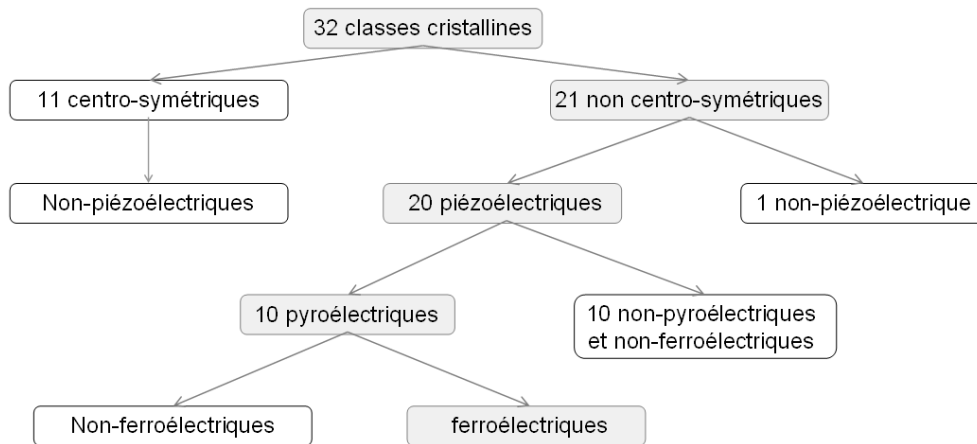 32 classes cristallines
11 centro-symétriques
21 non centro-symétriques
Non-piézoélectriques
20 piézoélectriques
1 non-piézoélectrique
10 pyroélectriques
10 non-pyroélectriques
et non-ferroélectriques
Non-ferroélectriques
ferroélectriques